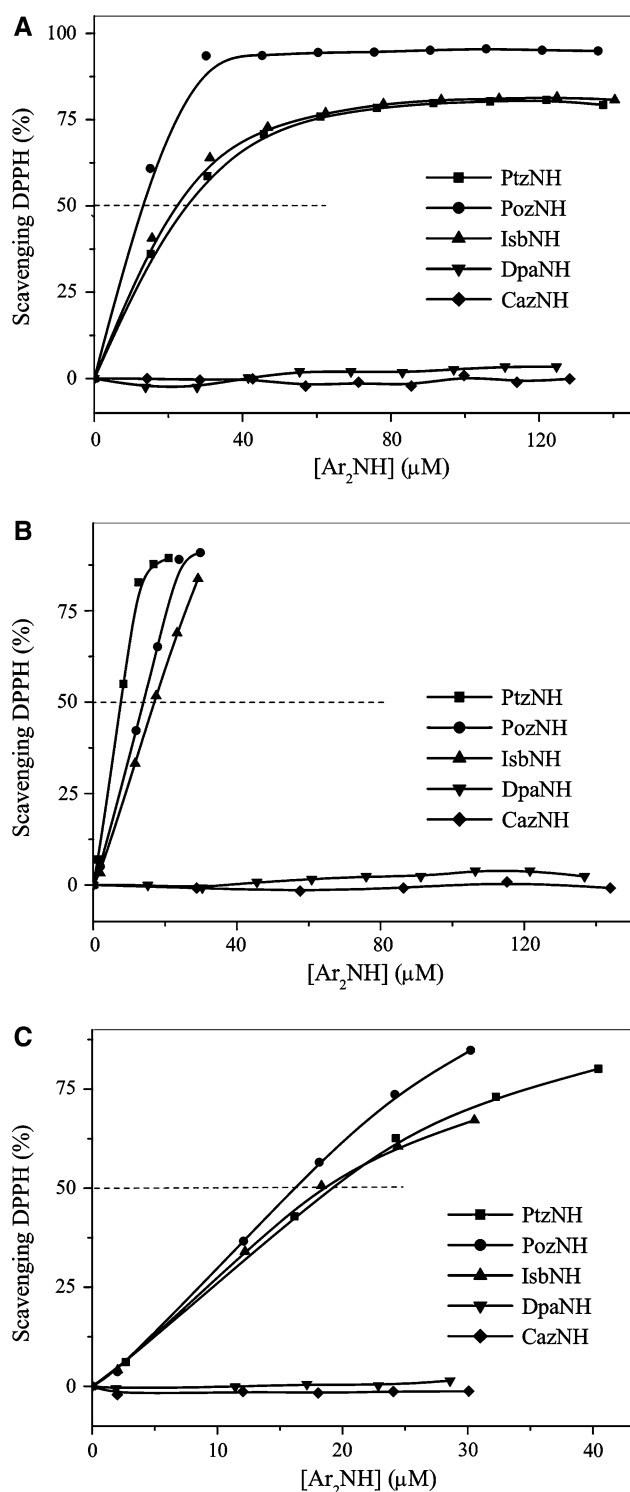 A
100
75
50
25
0
Scavenging DPPH (%)
PtzNH
PozNH
IsbNH
DpaNH
CazNH
0 40 80 120
[Ar₂NH] (μM)
B
75
50
25
0
Scavenging DPPH (%)
PtzNH
PozNH
IsbNH
DpaNH
CazNH
0 40 80 120
[Ar₂NH] (μM)
C
75
50
25
0
Scavenging DPPH (%)
PtzNH
PozNH
IsbNH
DpaNH
CazNH
0 10 20 30 40
[Ar₂NH] (μM)